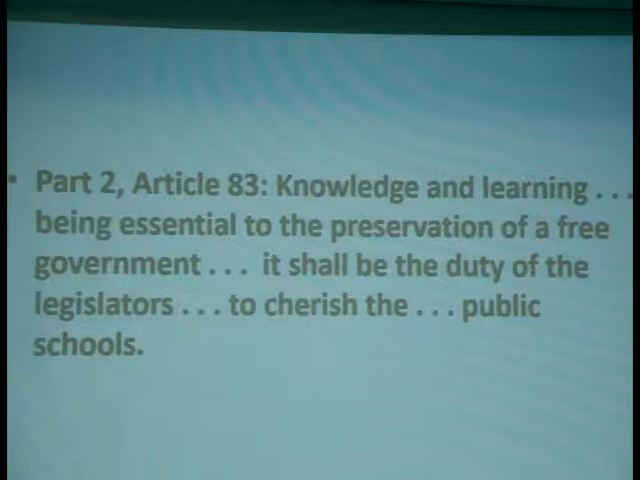 • Part 2, Article 83: Knowledge and learning . . .
being essential to the preservation of a free
government . . . it shall be the duty of the
legislators . . . to cherish the . . . public
schools.